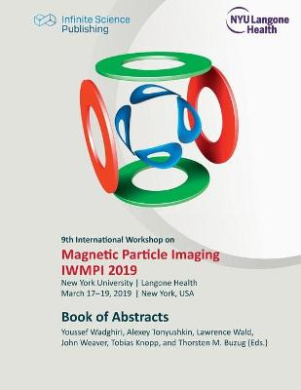 Infinite Science
Publishing
NYU Langone
Health
9th International Workshop on
Magnetic Particle Imaging
IWMPI 2019
New York University | Langone Health
March 17–19, 2019 | New York, USA
Book of Abstracts
Youssef Wadghiri, Alexey Tonyushkin, Lawrence Wald,
John Weaver, Tobias Knopp, and Thorsten M. Buzug (Eds.)